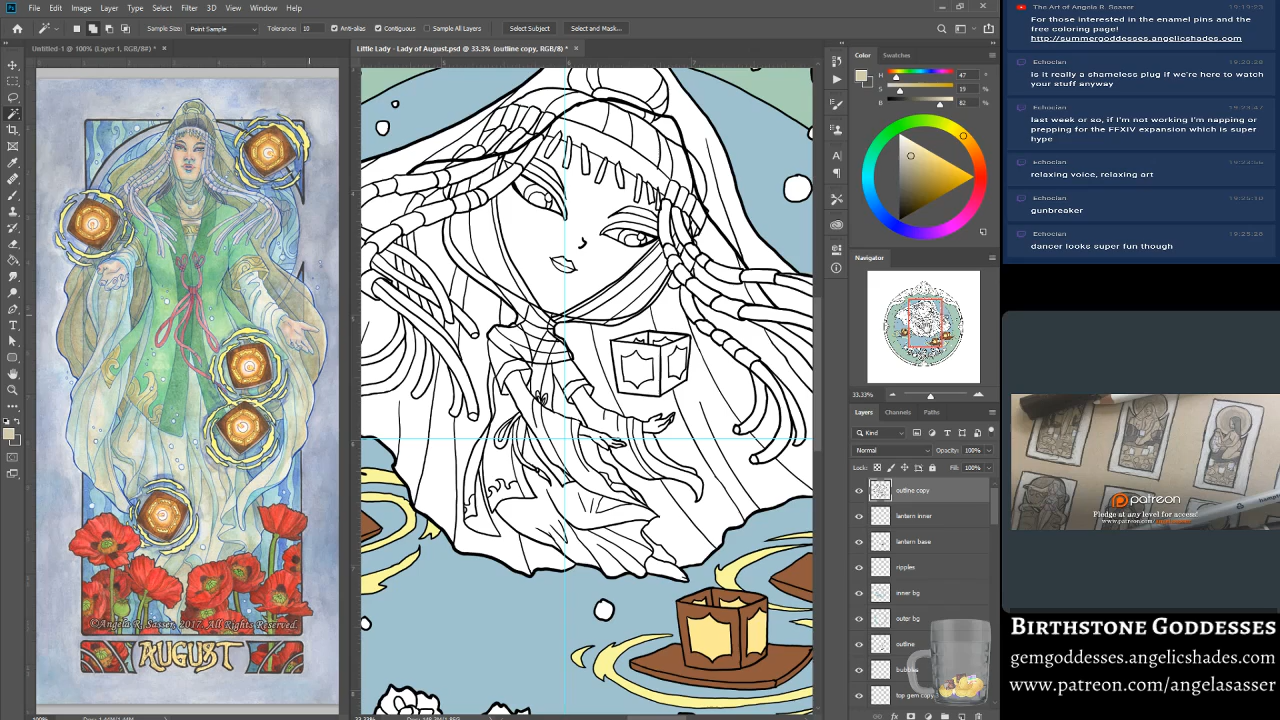 File Edit Image Layer Type Select Filter 3D View Window Help
Sample Size: Point Sample Tolerance: 10 Anti-alias Contiguous Sample All Layers Select Subject Select and Mask...
Untitled-1 @ 100% (Layer 1, RGB/8#) *
Little Lady - Lady of August.psd @ 33.3% (outline copy, RGB/8) *
©Angela R. Sasser, 2017. All Rights Reserved.
AUGUST
Color Swatches
H 47 °
S 19 %
B 82 %
Navigator
33.33%
Layers Channels Paths
Kind
Normal Opacity: 100%
Lock: Fill: 100%
outline copy
lantern inner
lantern base
ripples
inner bg
outer bg
outline
bubbles
top gem copy
The Art of Angela R. Sasser
For those interested in the enamel pins and the
free coloring page!
http://summergoddesses.angelicshades.com
Echocian
Is it really a shameless plug if we're here to watch
your stuff anyway
Echocian
last week or so, if I'm not working I'm napping or
prepping for the FFXIV expansion which is super
hype
Echocian
relaxing voice, relaxing art
Echocian
gunbreaker
Echocian
dancer looks super fun though
patreon
Pledge at any level for access!
BIRTHSTONE GODDESSES
gemgoddesses.angelicshades.com
www.patreon.com/angelasasser